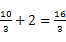 10/3 + 2 = 16/3